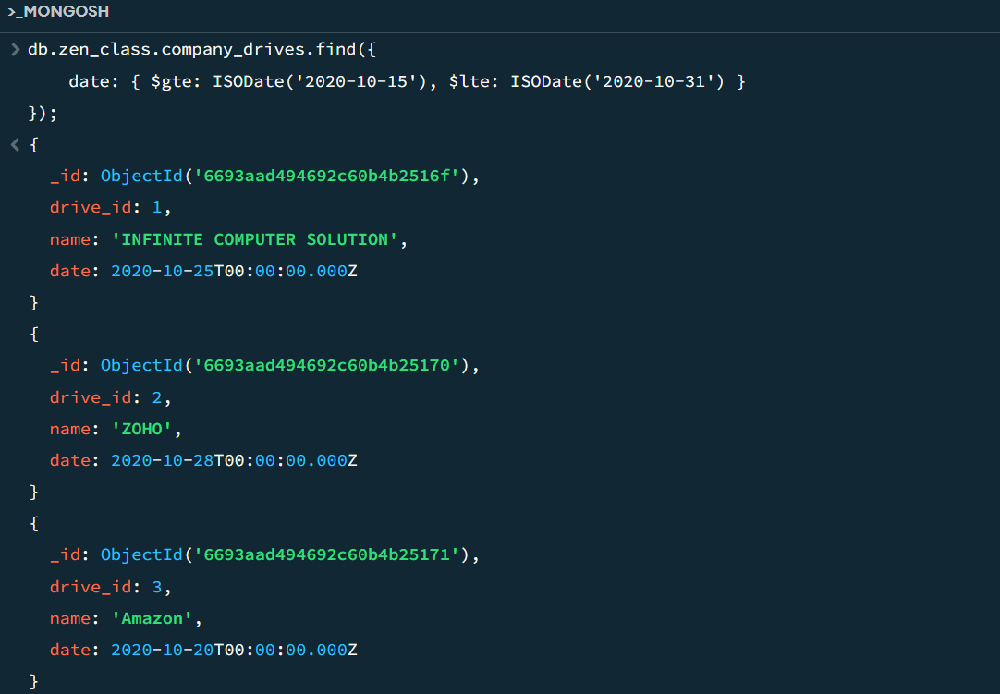 >_MONGOSH
> db.zen_class.company_drives.find({
    date: { $gte: ISODate('2020-10-15'), $lte: ISODate('2020-10-31') }
});
< {
  _id: ObjectId('6693aad494692c60b4b2516f'),
  drive_id: 1,
  name: 'INFINITE COMPUTER SOLUTION',
  date: 2020-10-25T00:00:00.000Z
}
{
  _id: ObjectId('6693aad494692c60b4b25170'),
  drive_id: 2,
  name: 'ZOHO',
  date: 2020-10-28T00:00:00.000Z
}
{
  _id: ObjectId('6693aad494692c60b4b25171'),
  drive_id: 3,
  name: 'Amazon',
  date: 2020-10-20T00:00:00.000Z
}